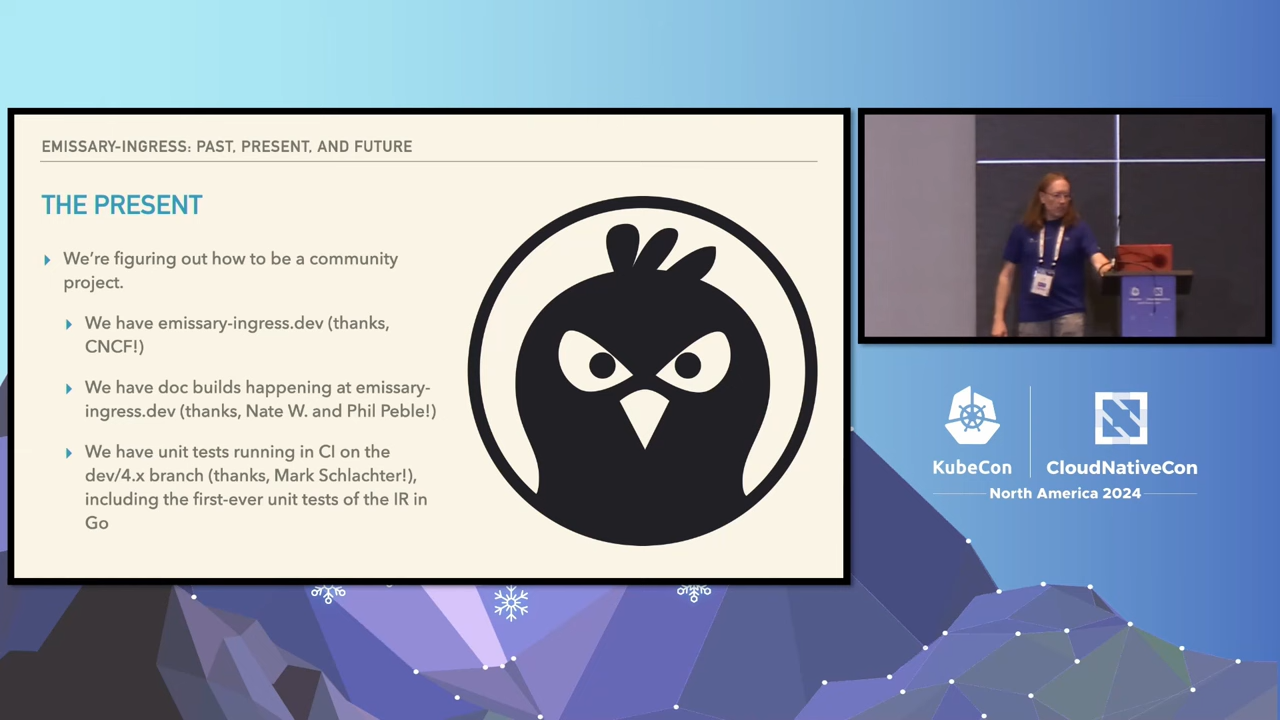 EMISSARY-INGRESS: PAST, PRESENT, AND FUTURE
THE PRESENT
We're figuring out how to be a community
project.
We have emissary-ingress.dev (thanks,
CNCF!)
We have doc builds happening at emissary-
ingress.dev (thanks, Nate W. and Phil Peble!)
We have unit tests running in CI on the
dev/4.x branch (thanks, Mark Schlachter!),
including the first-ever unit tests of the IR in
Go
KubeCon
CloudNativeCon
North America 2024